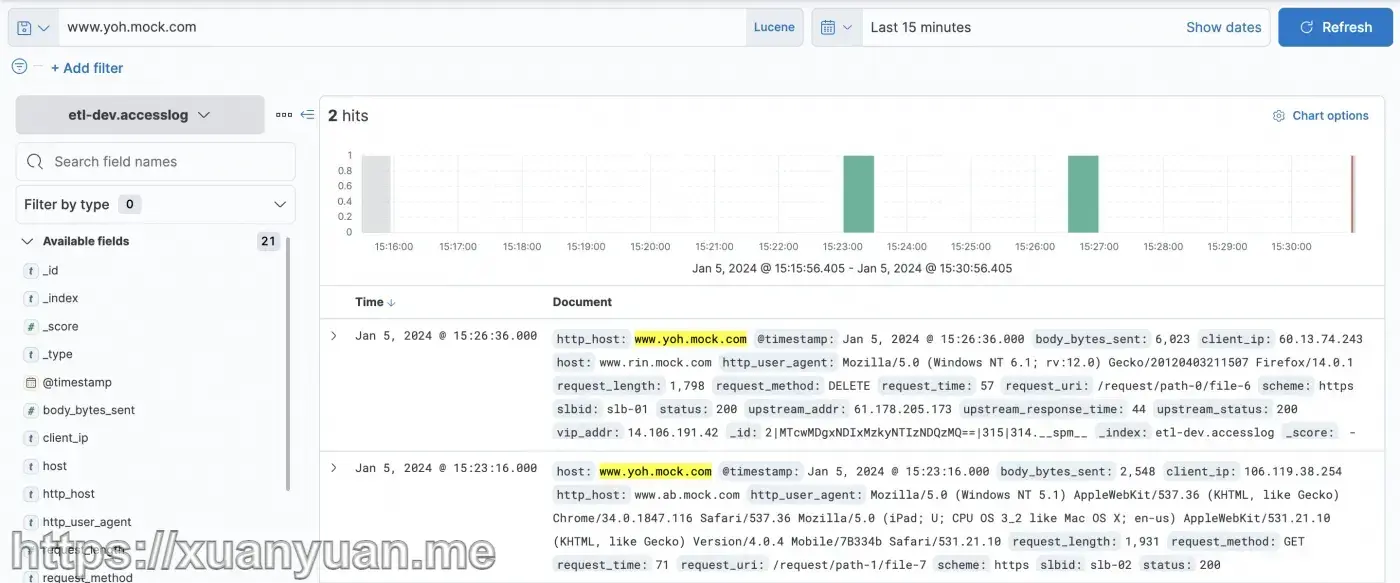 www.yoh.mock.com Lucene Last 15 minutes Show dates Refresh
+ Add filter
etl-dev.accesslog
2 hits Chart options
Search field names
Filter by type 0
Available fields 21
t _id
t _index
# _score
t _type
@timestamp
# body_bytes_sent
t client_ip
t host
t http_host
t http_user_agent
t request_length
t request_method
1
0.8
0.6
0.4
0.2
0
15:16:00 15:17:00 15:18:00 15:19:00 15:20:00 15:21:00 15:22:00 15:23:00 15:24:00 15:25:00 15:26:00 15:27:00 15:28:00 15:29:00 15:30:00
Jan 5, 2024 @ 15:15:56.405 - Jan 5, 2024 @ 15:30:56.405
Time ↓ Document
Jan 5, 2024 @ 15:26:36.000 http_host: www.yoh.mock.com @timestamp: Jan 5, 2024 @ 15:26:36.000 body_bytes_sent: 6,023 client_ip: 60.13.74.243
host: www.rin.mock.com http_user_agent: Mozilla/5.0 (Windows NT 6.1; rv:12.0) Gecko/20120403211507 Firefox/14.0.1
request_length: 1,798 request_method: DELETE request_time: 57 request_uri: /request/path-0/file-6 scheme: https
slbid: slb-01 status: 200 upstream_addr: 61.178.205.173 upstream_response_time: 44 upstream_status: 200
vip_addr: 14.106.191.42 _id: 2|MTcwMDgxNDIxMzkyNTIzNDQzMQ==|315|314.__spm__ _index: etl-dev.accesslog _score: -
Jan 5, 2024 @ 15:23:16.000 host: www.yoh.mock.com @timestamp: Jan 5, 2024 @ 15:23:16.000 body_bytes_sent: 2,548 client_ip: 106.119.38.254
http_host: www.ab.mock.com http_user_agent: Mozilla/5.0 (Windows NT 5.1) AppleWebKit/537.36 (KHTML, like Gecko)
Chrome/34.0.1847.116 Safari/537.36 Mozilla/5.0 (iPad; U; CPU OS 3_2 like Mac OS X; en-us) AppleWebKit/531.21.10
(KHTML, like Gecko) Version/4.0.4 Mobile/7B334b Safari/531.21.10 request_length: 1,931 request_method: GET
request_time: 71 request_uri: /request/path-1/file-7 scheme: https slbid: slb-02 status: 200
https://xuanyuan.me